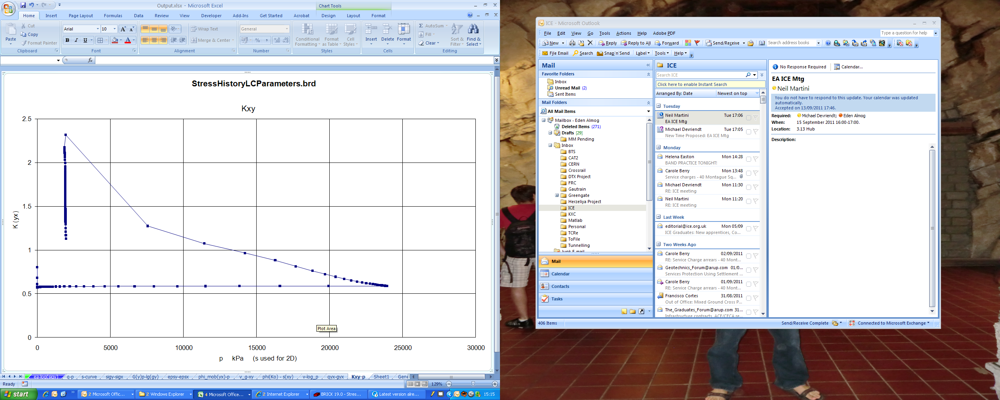 Output.xlsx - Microsoft Excel
Chart Tools
Home Insert Page Layout Formulas Data Review View Developer Add-Ins Get Started Acrobat Design Layout Format
Paste
Cut
Copy
Format Painter
Clipboard
Arial 10
B I U
Font
Wrap Text
Merge & Center
Alignment
General
Number
Conditional Formatting
Format as Table
Cell Styles
Styles
Insert Delete Format
Cells
AutoSum
Fill
Clear
Sort & Filter
Find & Select
Editing
fx
StressHistoryLCParameters.brd
Kxy
2.5
2
1.5
1
0.5
0
K (yx)
0 5000 10000 15000 20000 25000 30000
p kPa (s used for 2D)
Plot Area
ea-log(sigy) q-p s-curve sigy-sigx G(y)p-lg(gy) epsy-epsx phi_mob(yx)-p v_g-xy phi(Ko) - s(xy) v-log_p qyx-gyx Kxy-p Sheet1
Ready
129%
start
2 Microsoft Offic...
2 Windows Explorer
4 Microsoft Office...
2 Internet Explorer
BRICK 19.0 - Stres...
Latest version alre...
15:15
ICE - Microsoft Outlook
File Edit View Go Tools Actions Help Adobe PDF
Type a question for help
New Reply Reply to All Forward Send/Receive Search address books
File Email Search Snap'n'Send Label Tools Help
Mail
Favorite Folders
Inbox
Unread Mail (2)
Sent Items
Mail Folders
All Mail Items
Mailbox - Eden Almog
Deleted Items (271)
Drafts [29]
MM Pending
Inbox
BTS
CAT2
CERN
Crossrail
DTX Project
FRC
Gautrain
Greengate
Herzeliya Project
ICE
KXC
Matlab
Personal
TCRe
ToFile
Tunnelling
Junk E-mail
Mail
Calendar
Contacts
Tasks
406 Items
ICE
Search ICE
Click here to enable Instant Search
Arranged By: Date Newest on top
Tuesday
Neil Martini Tue 17:06
EA ICE Mtg
Michael Devriendt Tue 17:05
New Time Proposed: EA ICE Mtg
Monday
Helena Easton Mon 14:28
BAND PRACTICE TONIGHT!
Carole Berry Mon 13:48
Service charges - 40 Montague Sq...
Michael Devriendt Mon 11:30
RE: ICE meeting
Neil Martini Mon 11:20
RE: ICE meeting
Last Week
editorial@ice.org.uk Mon 05/09
ICE Graduates: New apprentices, Co...
Two Weeks Ago
Carole Berry 02/09/2011
RE: Service Charge arrears - 40 Mont...
Geotechnics_Forum@arup.com 01/0...
Services Protection Using Settlement ...
Carole Berry 01/09/2011
RE: Service Charge arrears - 40 Mont...
Francisco Cortes 31/08/2011
Out of Office: Mixed Ground Cross P...
The_Graduates_Forum@arup.com 31...
Infrastructure contracts, ACE/CECA re...
No Response Required Calendar...
EA ICE Mtg
Neil Martini
You do not have to respond to this update. Your calendar was updated
automatically.
Accepted on 13/09/2011 17:46.
Required: Michael Devriendt; Eden Almog
When: 15 September 2011 16:00-17:00.
Location: 3.13 Hub
Description:
Send/Receive Complete
Connected to Microsoft Exchange